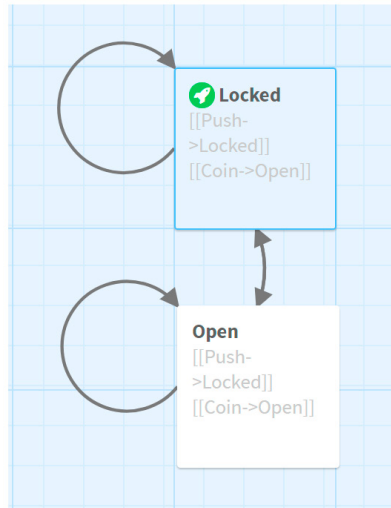 Locked
[[Push-
>Locked]]
[[Coin->Open]]
Open
[[Push-
>Locked]]
[[Coin->Open]]